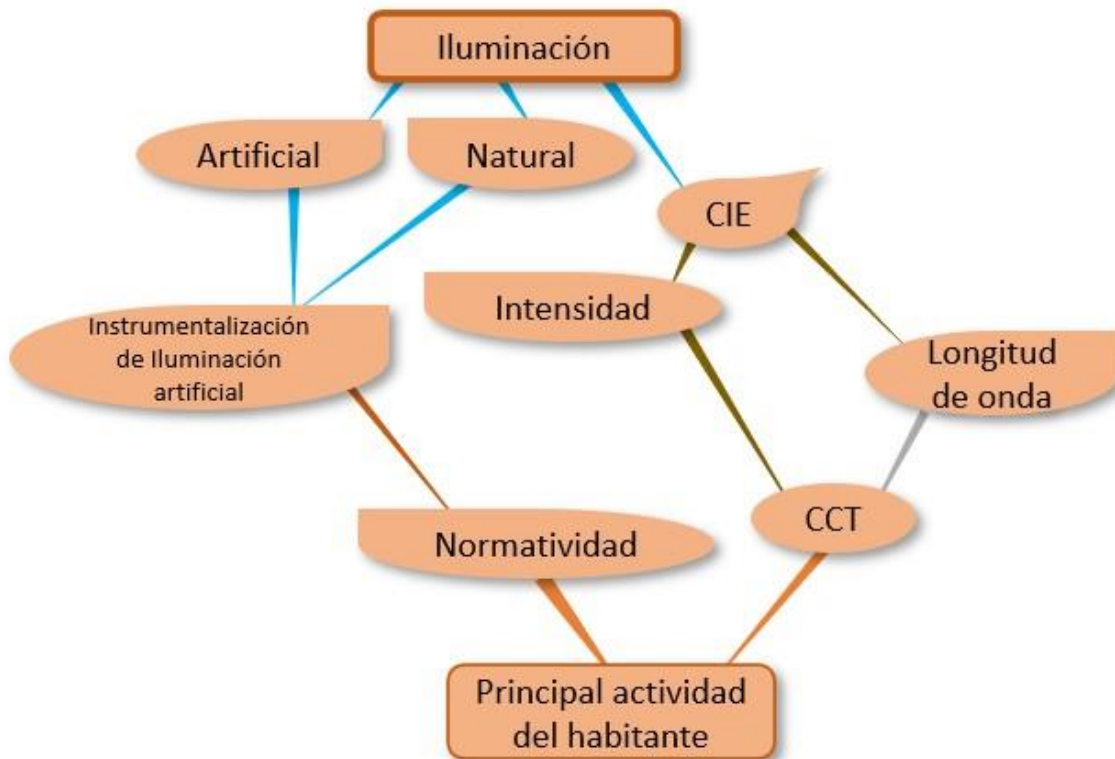 Iluminación
Artificial
Natural
CIE
Intensidad
Instrumentalización
de Iluminación
artificial
Longitud
de onda
CCT
Normatividad
Principal actividad
del habitante